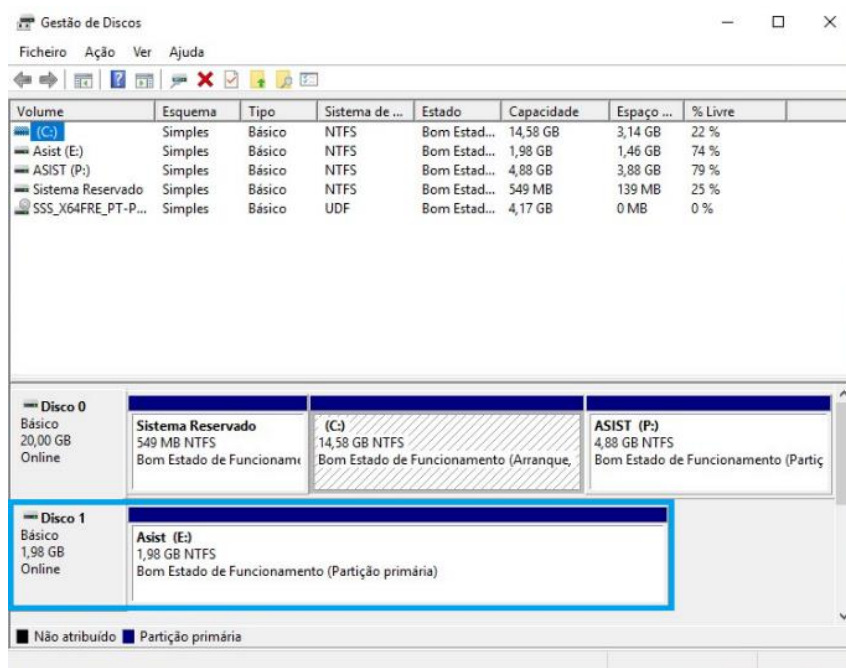 Gestão de Discos
Ficheiro Ação Ver Ajuda
Volume Esquema Tipo Sistema de ... Estado Capacidade Espaço ... % Livre
(C:) Simples Básico NTFS Bom Estad... 14,58 GB 3,14 GB 22 %
Asist (E:) Simples Básico NTFS Bom Estad... 1,98 GB 1,46 GB 74 %
ASIST (P:) Simples Básico NTFS Bom Estad... 4,88 GB 3,88 GB 79 %
Sistema Reservado Simples Básico NTFS Bom Estad... 549 MB 139 MB 25 %
SSS_X64FRE_PT-P... Simples Básico UDF Bom Estad... 4,17 GB 0 MB 0 %
Disco 0
Básico
20,00 GB
Online
Sistema Reservado
549 MB NTFS
Bom Estado de Funcioname
(C:)
14,58 GB NTFS
Bom Estado de Funcionamento (Arranque,
ASIST (P:)
4,88 GB NTFS
Bom Estado de Funcionamento (Partiç
Disco 1
Básico
1,98 GB
Online
Asist (E:)
1,98 GB NTFS
Bom Estado de Funcionamento (Partição primária)
Não atribuído Partição primária